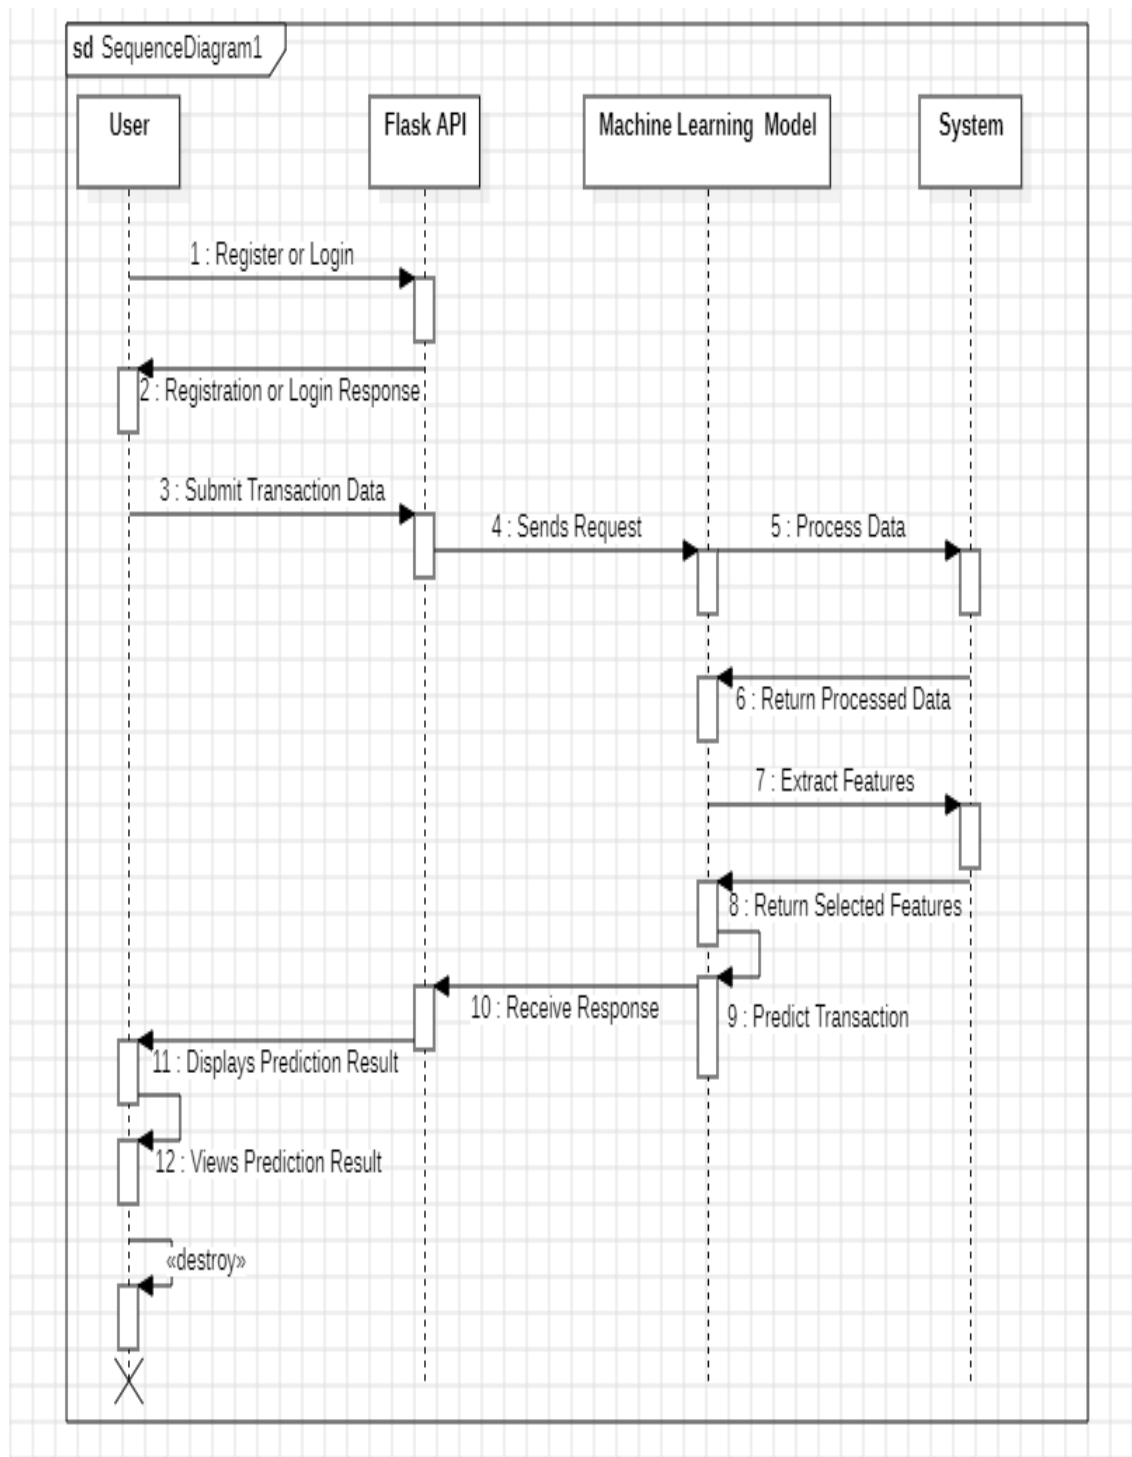 sd SequenceDiagram1
User
Flask API
Machine Learning Model
System
1 : Register or Login
2 : Registration or Login Response
3 : Submit Transaction Data
4 : Sends Request
5 : Process Data
6 : Return Processed Data
7 : Extract Features
8 : Return Selected Features
9 : Predict Transaction
10 : Receive Response
11 : Displays Prediction Result
12 : Views Prediction Result
«destroy»